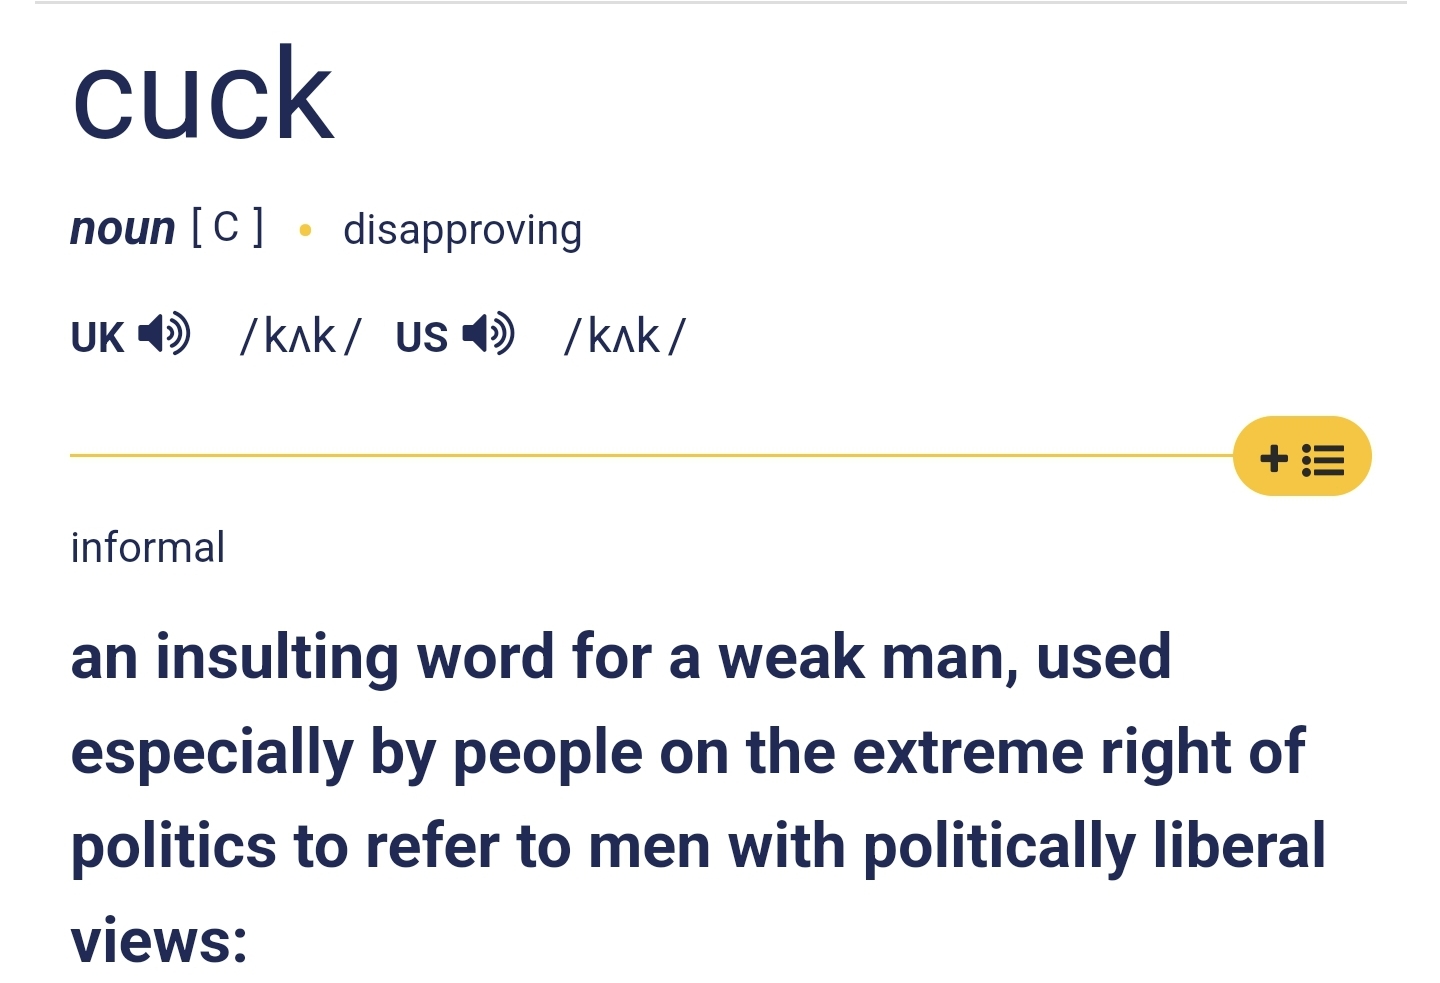 cuck
noun [ C ] • disapproving
UK /kʌk/ US /kʌk/
informal
an insulting word for a weak man, used
especially by people on the extreme right of
politics to refer to men with politically liberal
views: